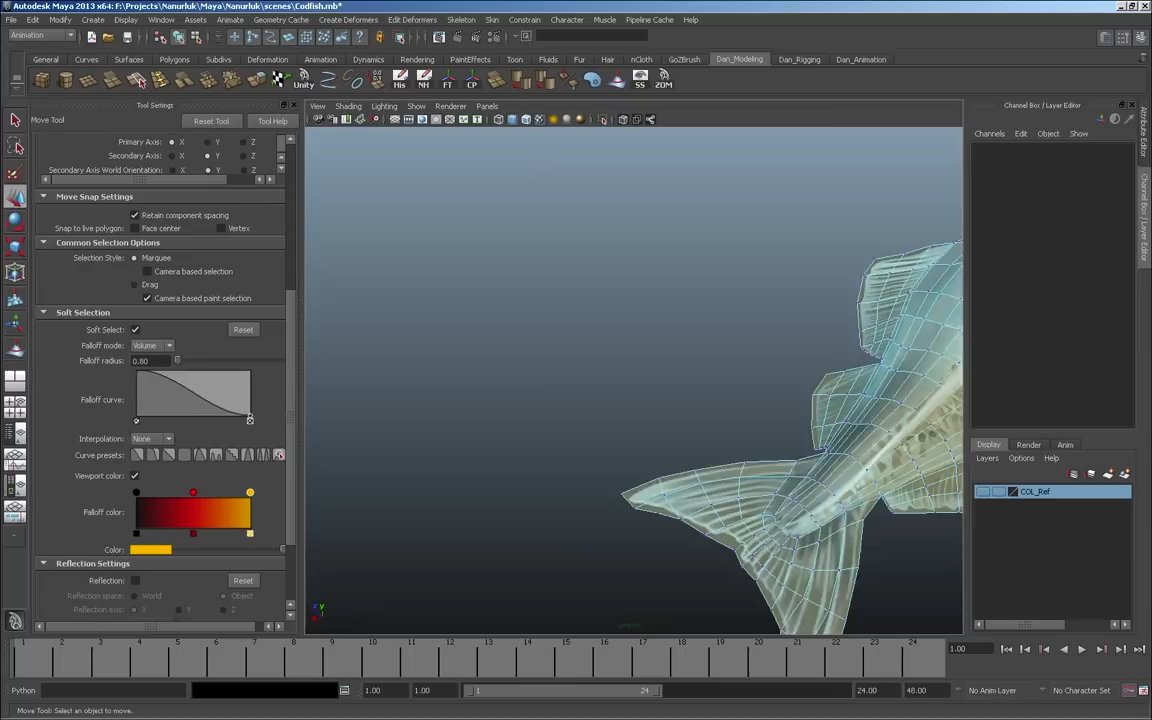 Autodesk Maya 2013 x64: F:\Projects\Nanurluk\Maya\Nanurluk\scenes\Codfish.mb*
File Edit Modify Create Display Window Assets Animate Geometry Cache Create Deformers Edit Deformers Skeleton Skin Constrain Character Muscle Pipeline Cache Help
Animation
General Curves Surfaces Polygons Subdivs Deformation Animation Dynamics Rendering PaintEffects Toon Fluids Fur Hair nCloth GoZBrush Dan_Modeling Dan_Rigging Dan_Animation
Unity His NH FT CP SS ZOM
Tool Settings
View Shading Lighting Show Renderer Panels
Channel Box / Layer Editor
Move Tool
Reset Tool Tool Help
Channels Edit Object Show
Attribute Editor
Channel Box / Layer Editor
Primary Axis: X Y Z
Secondary Axis: X Y Z
Secondary Axis World Orientation: X Y Z
Move Snap Settings
Retain component spacing
Snap to live polygon: Face center Vertex
Common Selection Options
Selection Style: Marquee
Camera based selection
Drag
Camera based paint selection
Soft Selection
Soft Select: Reset
Falloff mode: Volume
Falloff radius: 0.80
Falloff curve:
Interpolation: None
Curve presets:
Viewport color:
Falloff color:
Color:
Reflection Settings
Reflection: Reset
Reflection space: World Object
Reflection axis: X Y Z
Display Render Anim
Layers Options Help
COL_Ref
z y
x
persp
1 2 3 4 5 6 7 8 9 10 11 12 13 14 15 16 17 18 19 20 21 22 23 24
1.00
Python 1.00 1.00 1 24 24.00 48.00 No Anim Layer No Character Set
Move Tool: Select an object to move.